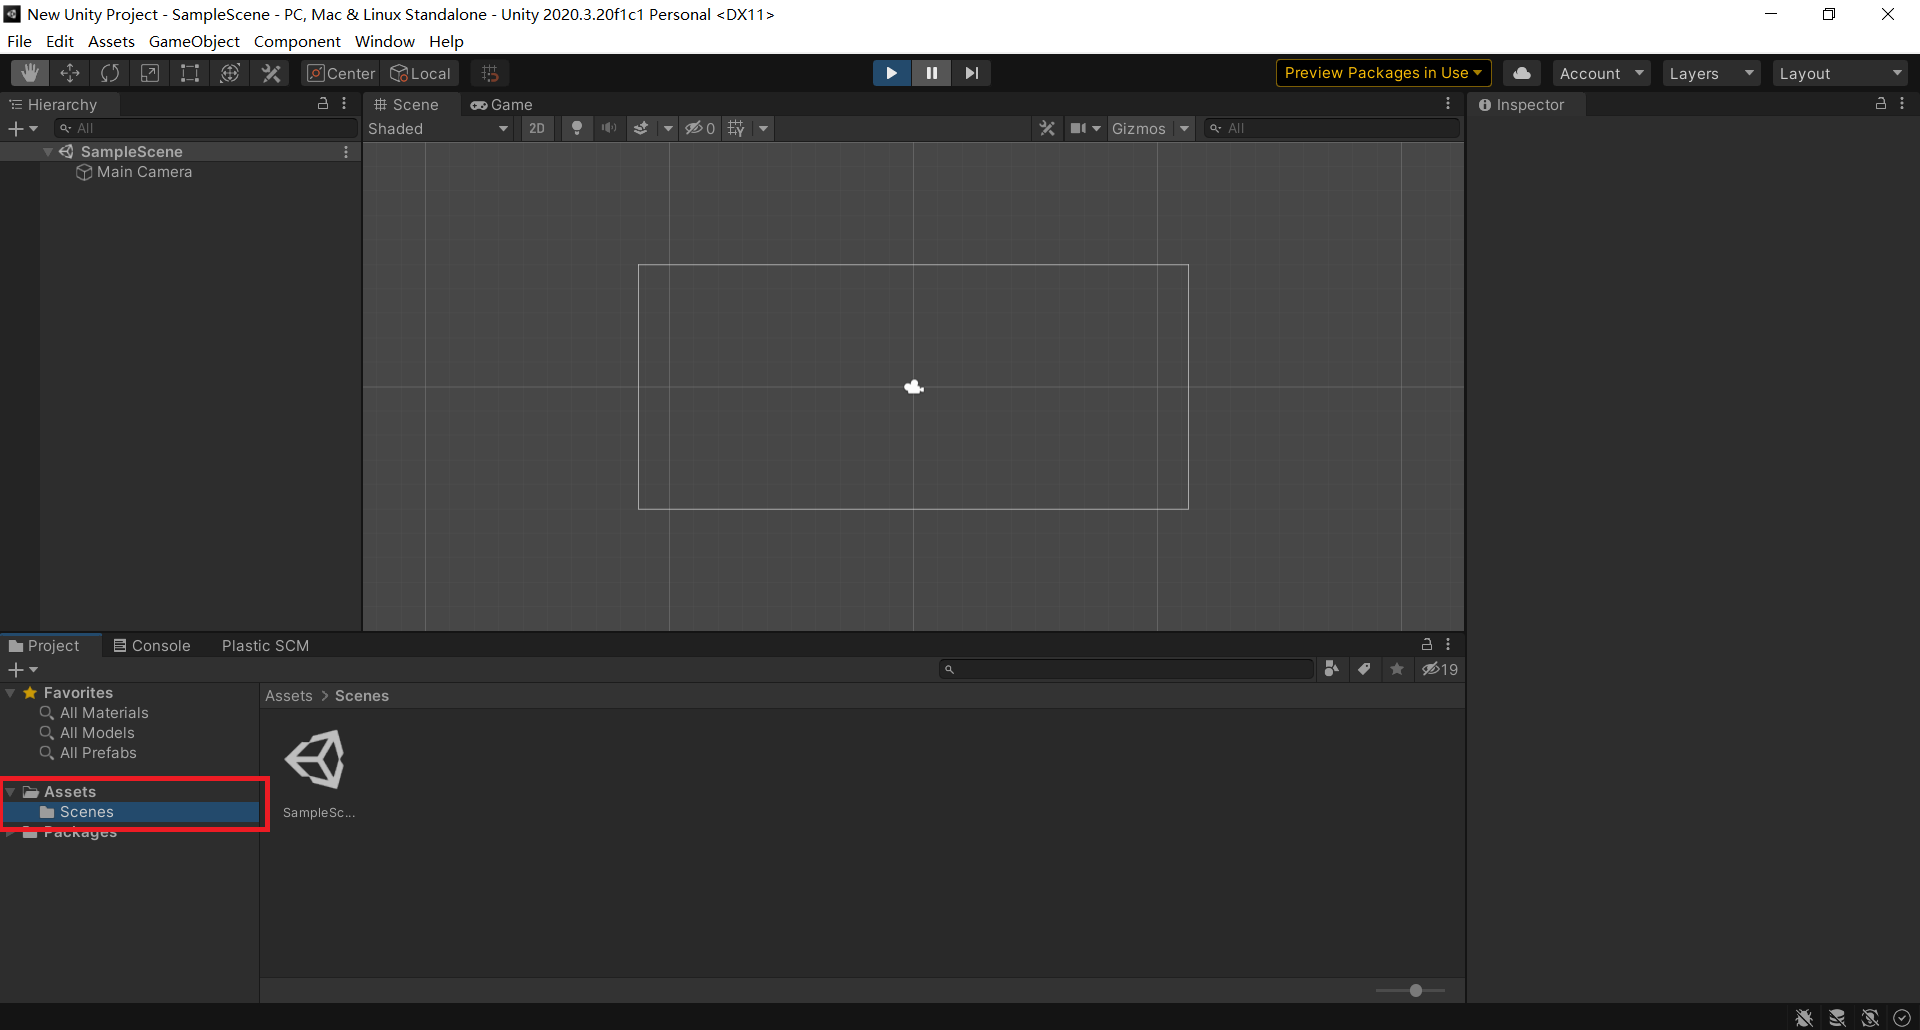 New Unity Project - SampleScene - PC, Mac & Linux Standalone - Unity 2020.3.20f1c1 Personal <DX11>
File Edit Assets GameObject Component Window Help
Center Local Preview Packages in Use Account Layers Layout
Hierarchy
All
SampleScene
Main Camera
Scene Game
Shaded 2D 0 Gizmos All
Inspector
Project Console Plastic SCM
19
Favorites
All Materials
All Models
All Prefabs
Assets
Scenes
Packages
Assets > Scenes
SampleSc...